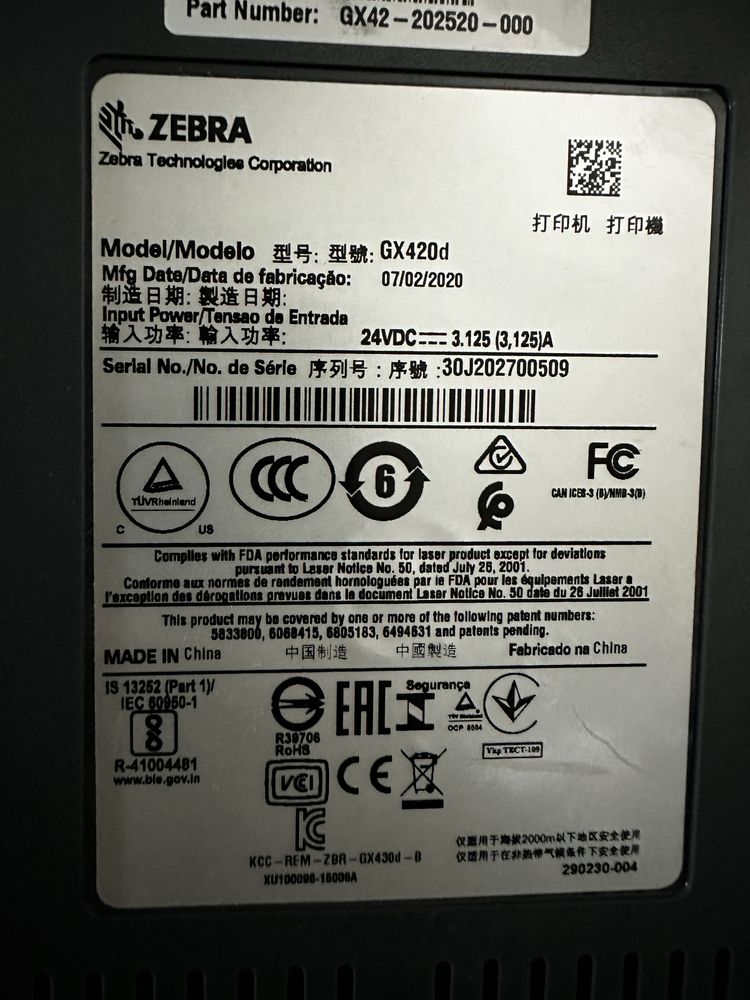 Part Number: GX42-202520-000
ZEBRA
Zebra Technologies Corporation
打印机 打印機
Model/Modelo 型号: 型號: GX420d
Mfg Date/Data de fabricação: 07/02/2020
制造日期: 製造日期:
Input Power/Tensao de Entrada
输入功率: 輸入功率: 24VDC 3.125 (3,125)A
Serial No./No. de Série 序列号 : 序號 :30J202700509
TÜVRheinland
C US
CCC
6
FC
CAN ICES-3 (B)/NMB-3(B)
Complies with FDA performance standards for laser product except for deviations
pursuant to Laser Notice No. 50, dated July 26, 2001.
Conforme aux normes de rendement homologuées par le FDA pour les équipements Laser a
l'exception des dérogations prevues dans le document Laser Notice No. 50 date du 26 Juillet 2001
This product may be covered by one or more of the following patent numbers:
5833800, 6068415, 6805183, 6494631 and patents pending.
MADE IN China 中国制造 中國製造 Fabricado na China
IS 13252 (Part 1)/
IEC 60950-1
R-41004481
www.bis.gov.in
R39706
RoHS
EAC
Segurança
TÜV Rheinland
OCP 0004
Укр ТЕСТ-109
VCI
CE
KCC-REM-ZBR-GX430d-B
XU100096-15006A
仅适用于海拔2000m以下地区安全使用
仅适用于在非热带气候条件下安全使用
290230-004